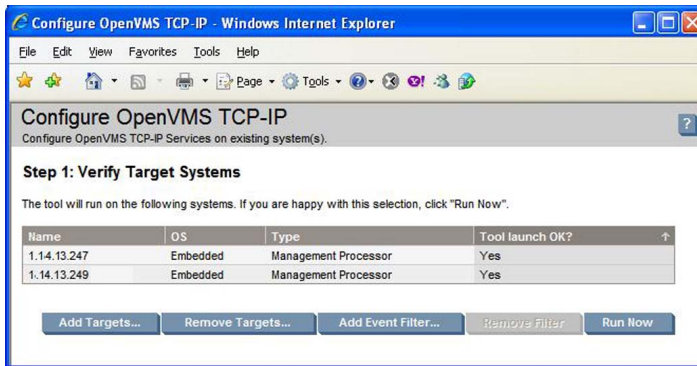 Configure OpenVMS TCP-IP - Windows Internet Explorer
File Edit View Favorites Tools Help
Page Tools
Configure OpenVMS TCP-IP
Configure OpenVMS TCP-IP Services on existing system(s).
?
Step 1: Verify Target Systems
The tool will run on the following systems. If you are happy with this selection, click "Run Now".
Name OS Type Tool launch OK?
1.14.13.247 Embedded Management Processor Yes
1.14.13.249 Embedded Management Processor Yes
Add Targets... Remove Targets... Add Event Filter... Remove Filter Run Now